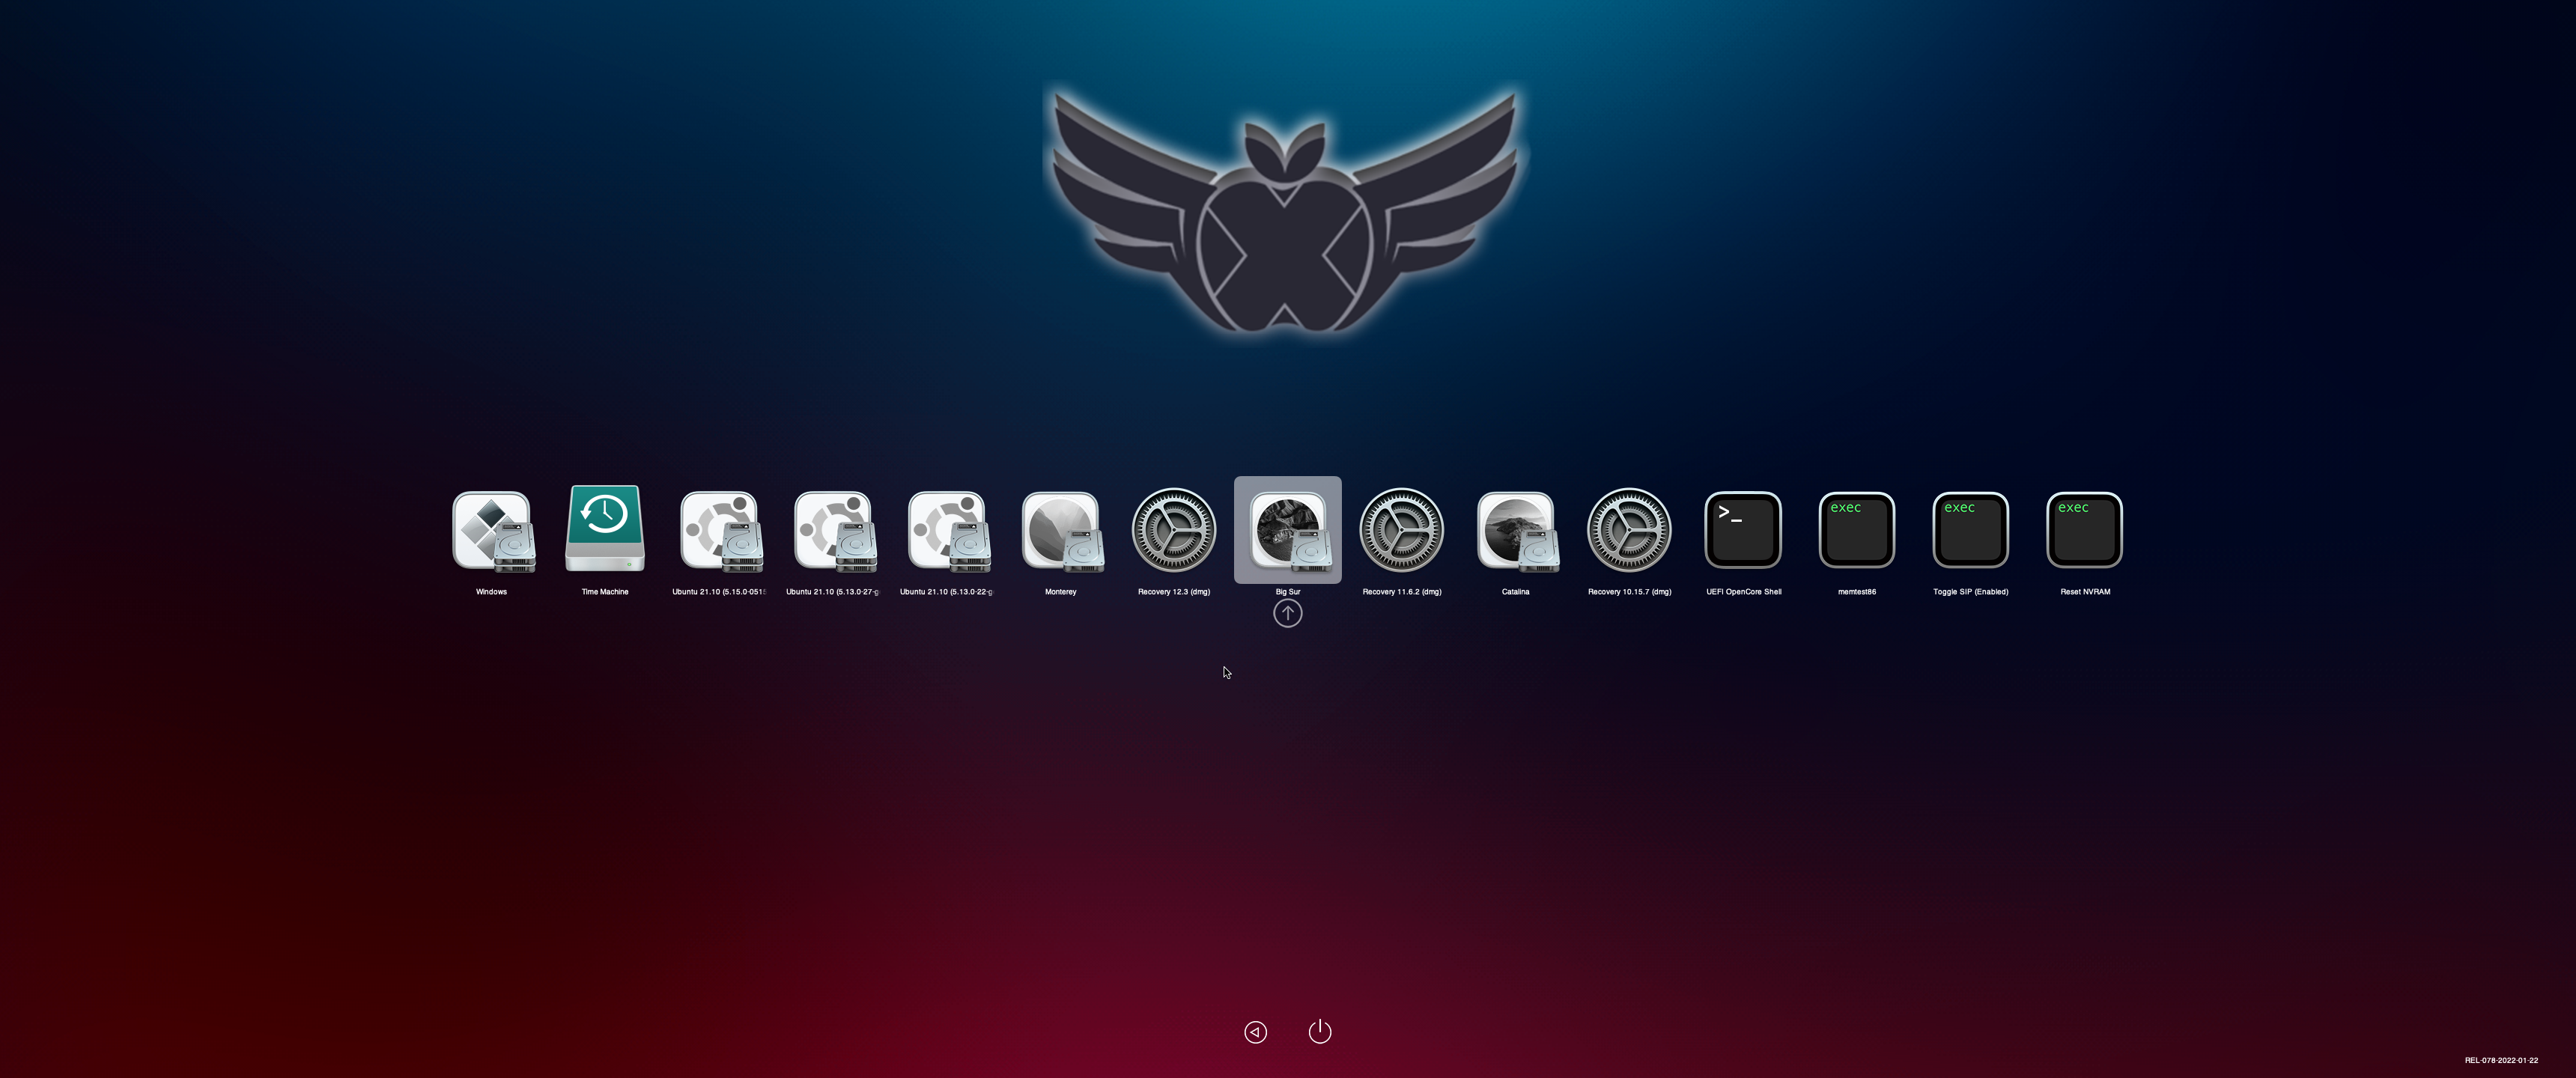 Windows
Time Machine
Ubuntu 21.10 (5.15.0-051
Ubuntu 21.10 (5.13.0-27-g
Ubuntu 21.10 (5.13.0-22-g
Monterey
Recovery 12.3 (dmg)
Big Sur
Recovery 11.6.2 (dmg)
Catalina
Recovery 10.15.7 (dmg)
>_
UEFI OpenCore Shell
exec
memtest86
exec
Toggle SIP (Enabled)
exec
Reset NVRAM
REL-078-2022-01-22